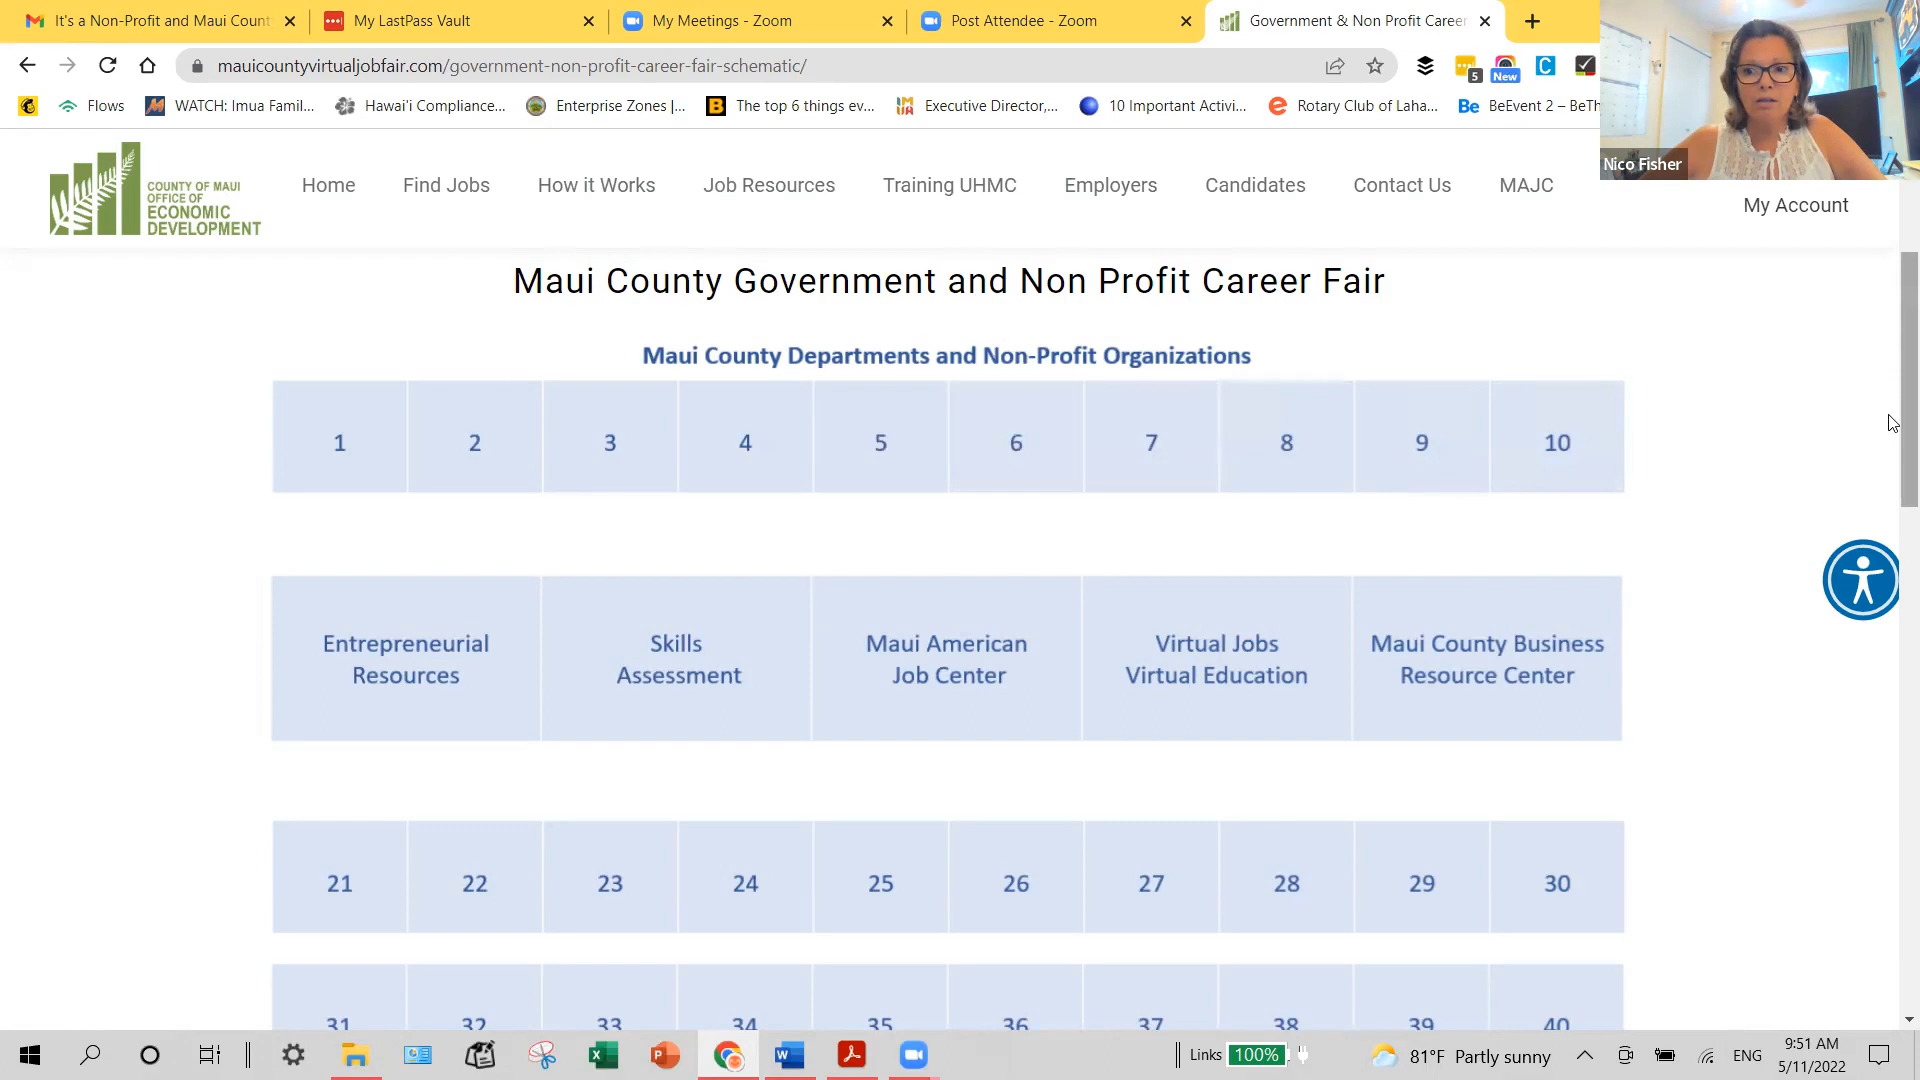 It's a Non-Profit and Maui Count
My LastPass Vault
My Meetings - Zoom
Post Attendee - Zoom
Government & Non Profit Career
mauicountyvirtualjobfair.com/government-non-profit-career-fair-schematic/
5
New
Flows
WATCH: Imua Famil...
Hawai'i Compliance...
Enterprise Zones |...
The top 6 things ev...
Executive Director,...
10 Important Activi...
Rotary Club of Laha...
BeEvent 2 – BeTh
Nico Fisher
COUNTY OF MAUI
OFFICE OF
ECONOMIC
DEVELOPMENT
Home
Find Jobs
How it Works
Job Resources
Training UHMC
Employers
Candidates
Contact Us
MAJC
My Account
Maui County Government and Non Profit Career Fair
Maui County Departments and Non-Profit Organizations
1 2 3 4 5 6 7 8 9 10
Entrepreneurial
Resources
Skills
Assessment
Maui American
Job Center
Virtual Jobs
Virtual Education
Maui County Business
Resource Center
21 22 23 24 25 26 27 28 29 30
31 32 33 34 35 36 37 38 39 40
Links 100%
81°F Partly sunny
ENG
9:51 AM
5/11/2022